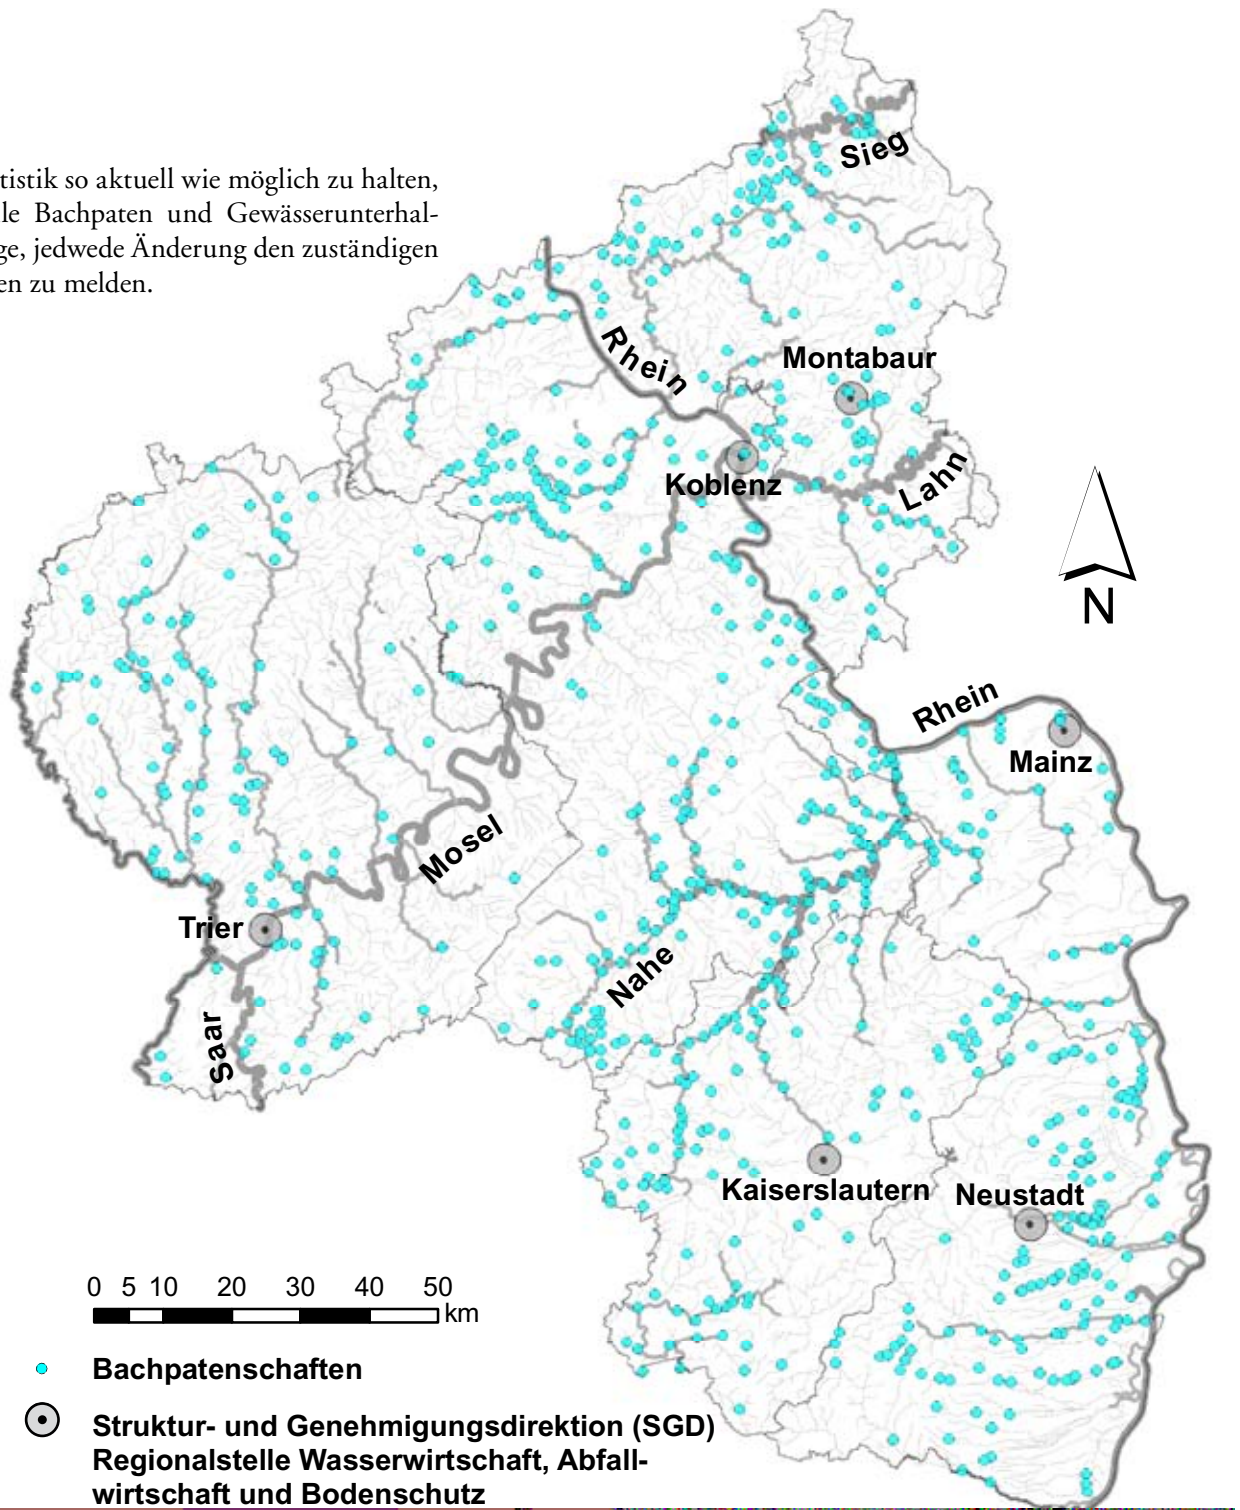 tistik so aktuell wie möglich zu halten,
le Bachpaten und Gewässerunterhal-
ge, jedwede Änderung den zuständigen
en zu melden.
Sieg
Rhein
Montabaur
Koblenz
Lahn
N
Rhein
Mainz
Mosel
Trier
Nahe
Saar
Kaiserslautern
Neustadt
0 5 10 20 30 40 50
km
Bachpatenschaften
Struktur- und Genehmigungsdirektion (SGD)
Regionalstelle Wasserwirtschaft, Abfall-
wirtschaft und Bodenschutz